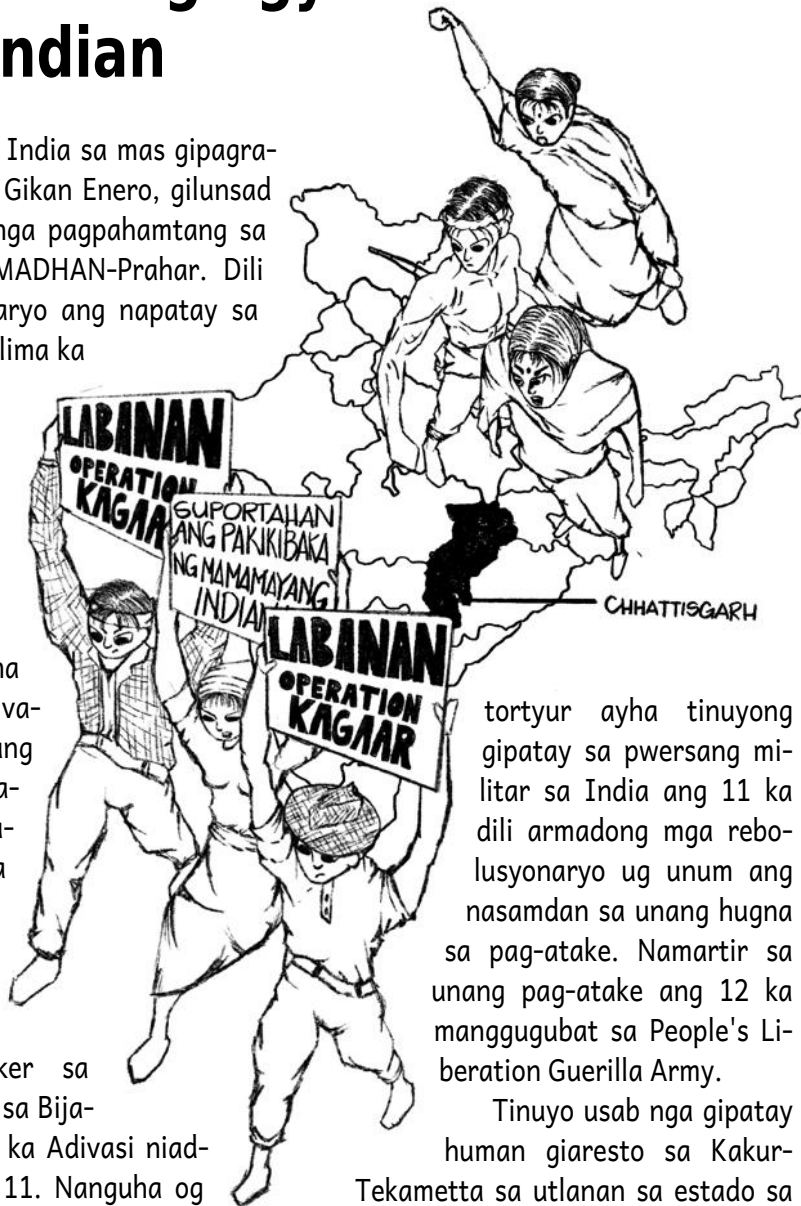 ndian
India sa mas gipagra-
Gikan Enero, gilunsad
nga pagpahamtang sa
MADHAN-Prahar. Dili
aryo ang napatay sa
lima ka
LABANAN
OPERATION
KAGAA
SUPORTAHAN
ANG PAKIKIBAKA
NG MAMAMAYANG
INDIAN
LABANAN
OPERATION
KAGAAR
CHHATTISGARH
na
va-
ang
a-
a-
a
ker sa
sa Bija-
ka Adivasi niad-
11. Nanguha og
tortyur ayha tinuyong
gipatay sa pwersang mi-
litar sa India ang 11 ka
dili armadong mga rebo-
lusyonaryo ug unum ang
nasamdan sa unang hugna
sa pag-atake. Namartir sa
unang pag-atake ang 12 ka
manggugubat sa People's Li-
beration Guerilla Army.
Tinuyo usab nga gipatay
human giaresto sa Kakur-
Tekametta sa utlanan sa estado sa